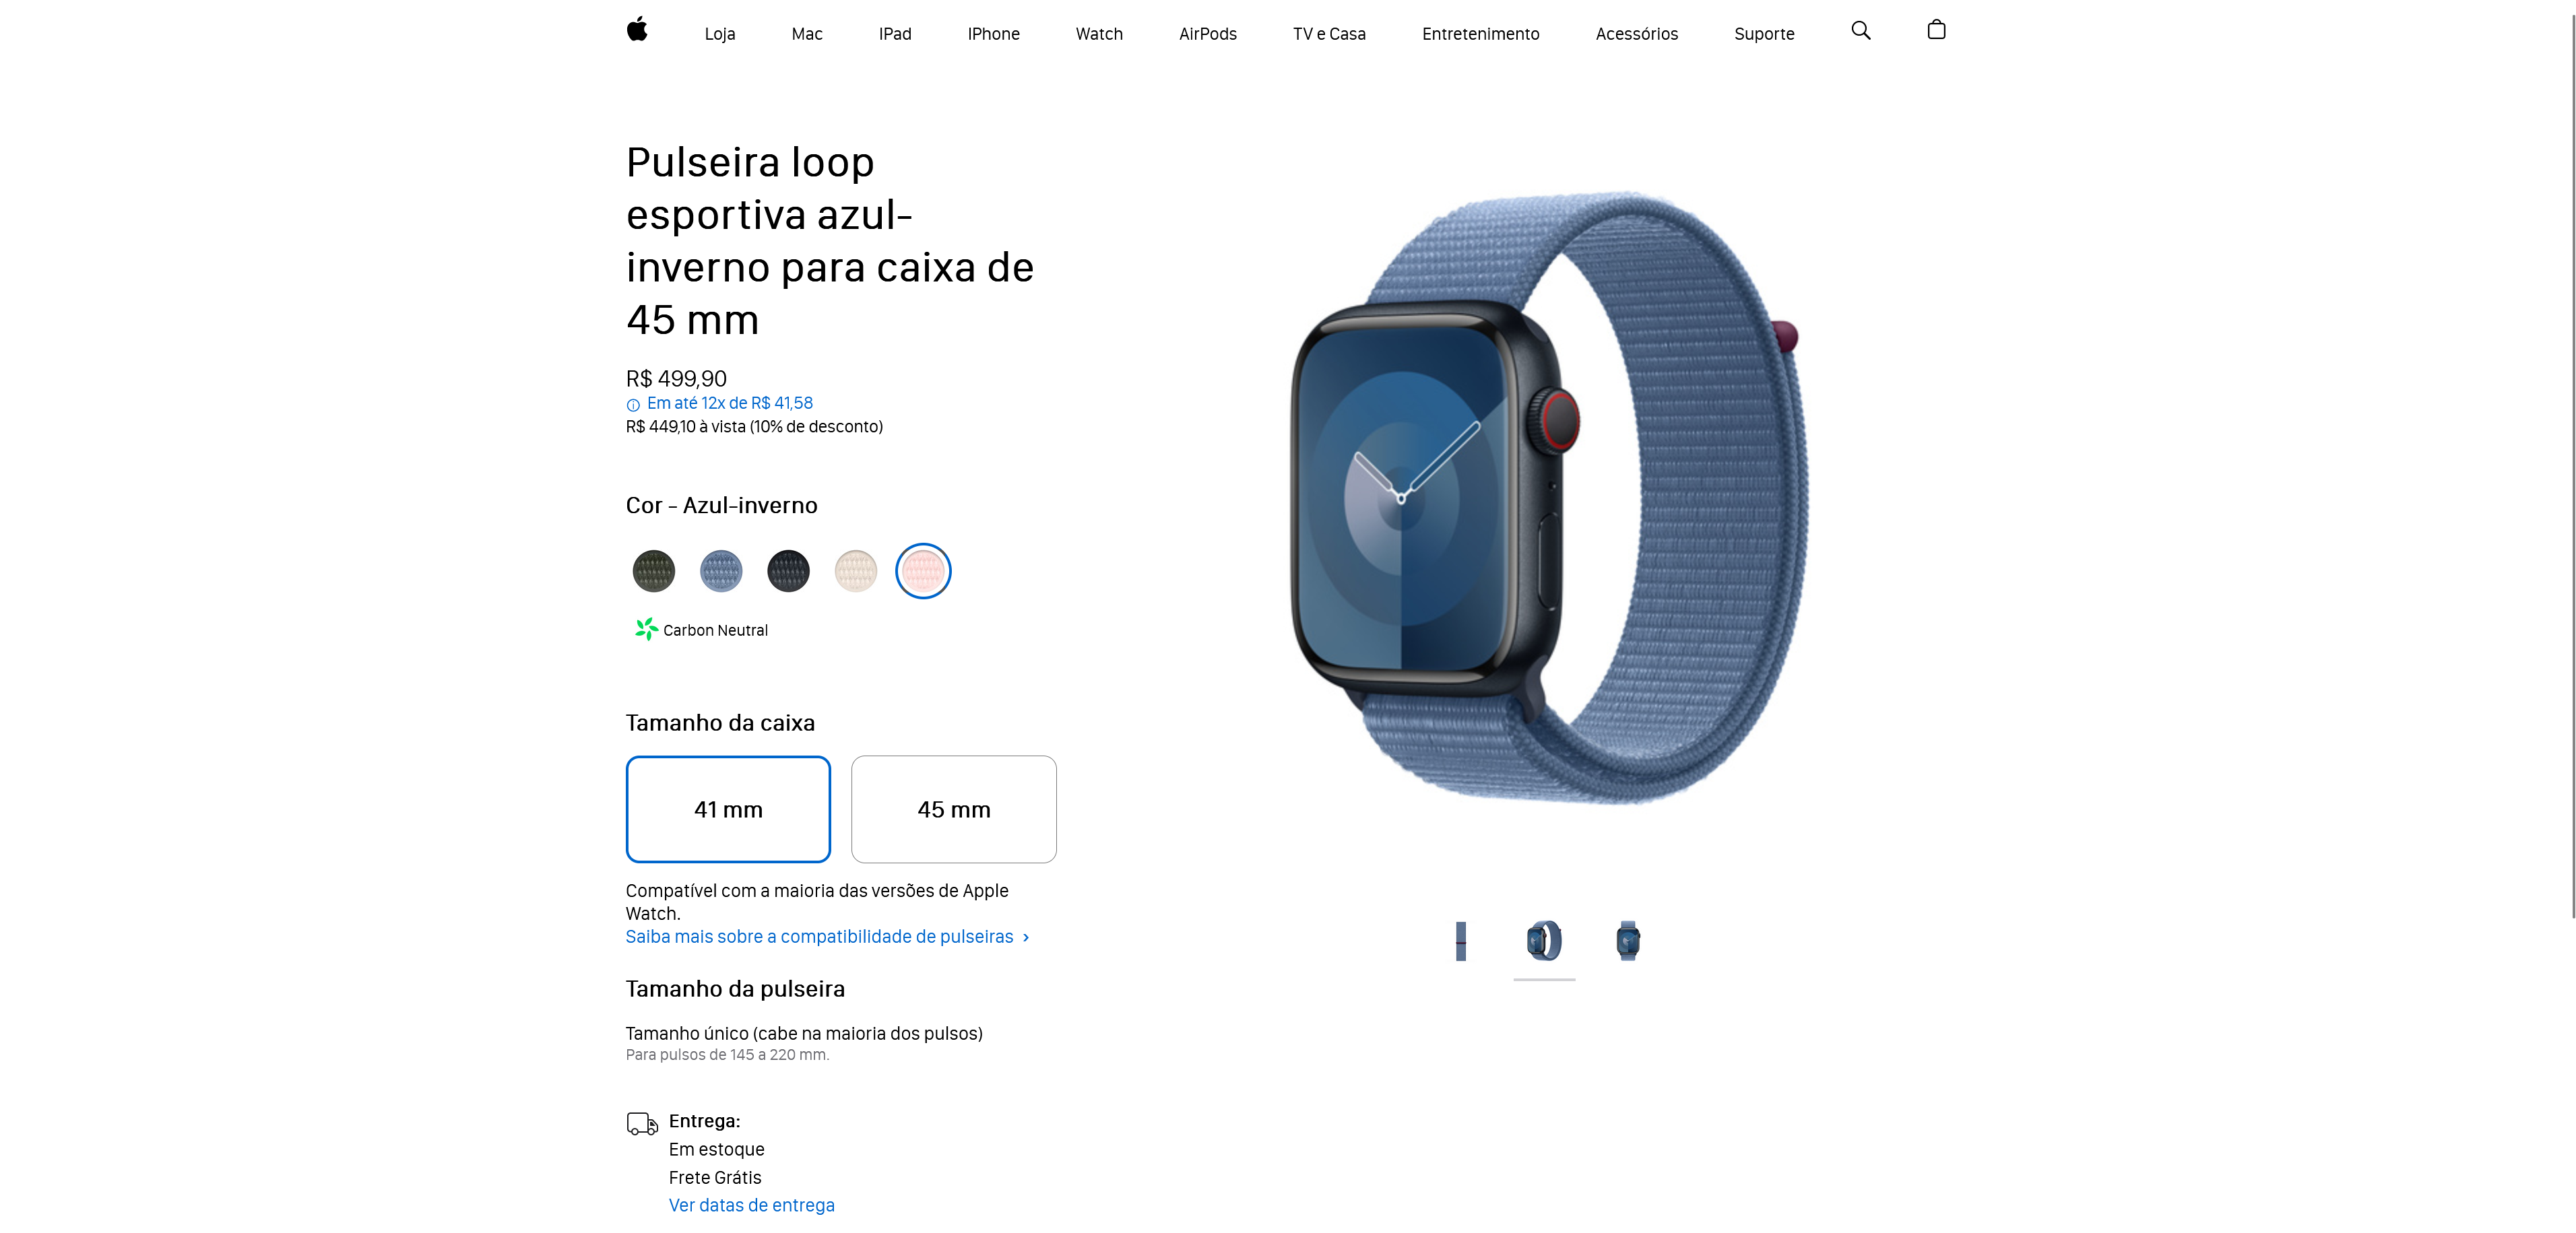 Loja Mac IPad IPhone Watch AirPods TV e Casa Entretenimento Acessórios Suporte
Pulseira loop
esportiva azul-
inverno para caixa de
45 mm
R$ 499,90
Em até 12x de R$ 41,58
R$ 449,10 à vista (10% de desconto)
Cor - Azul-inverno
Carbon Neutral
Tamanho da caixa
41 mm 45 mm
Compatível com a maioria das versões de Apple
Watch.
Saiba mais sobre a compatibilidade de pulseiras
Tamanho da pulseira
Tamanho único (cabe na maioria dos pulsos)
Para pulsos de 145 a 220 mm.
Entrega:
Em estoque
Frete Grátis
Ver datas de entrega